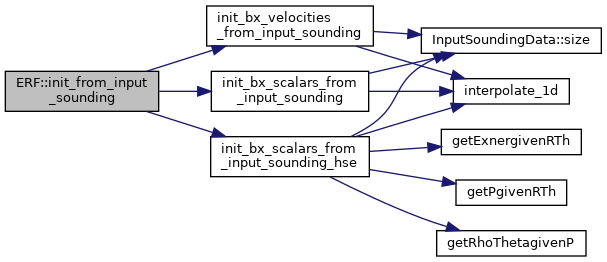 ERF::init_from_input
_sounding
init_bx_velocities
_from_input_sounding
init_bx_scalars_from
_input_sounding
init_bx_scalars_from
_input_sounding_hse
InputSoundingData::size
interpolate_1d
getExnergivenRTh
getPgivenRTh
getRhoThetagivenP